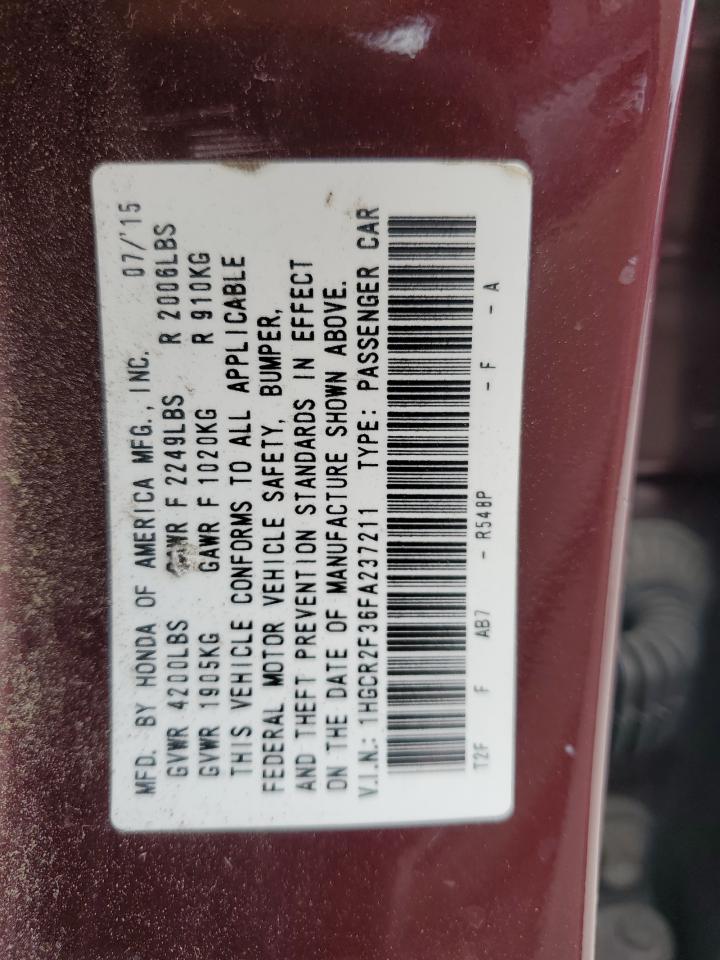 MFD. BY HONDA OF AMERICA MFG., INC. 07/'15
GVWR 4200LBS GAWR F 2249LBS R 2006LBS
GVWR 1905KG GAWR F 1020KG R 910KG
THIS VEHICLE CONFORMS TO ALL APPLICABLE
FEDERAL MOTOR VEHICLE SAFETY, BUMPER,
AND THEFT PREVENTION STANDARDS IN EFFECT
ON THE DATE OF MANUFACTURE SHOWN ABOVE.
V.I.N.: 1HGCR2F36FA237211 TYPE: PASSENGER CAR
T2F F AB7 - R548P - F - A